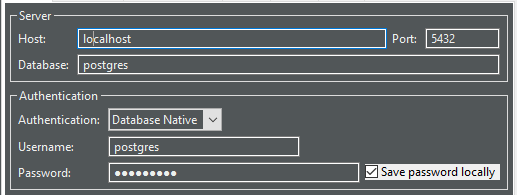 Server
Host: localhost Port: 5432
Database: postgres
Authentication
Authentication: Database Native
Username: postgres
Password: ●●●●●●●●●
Save password locally